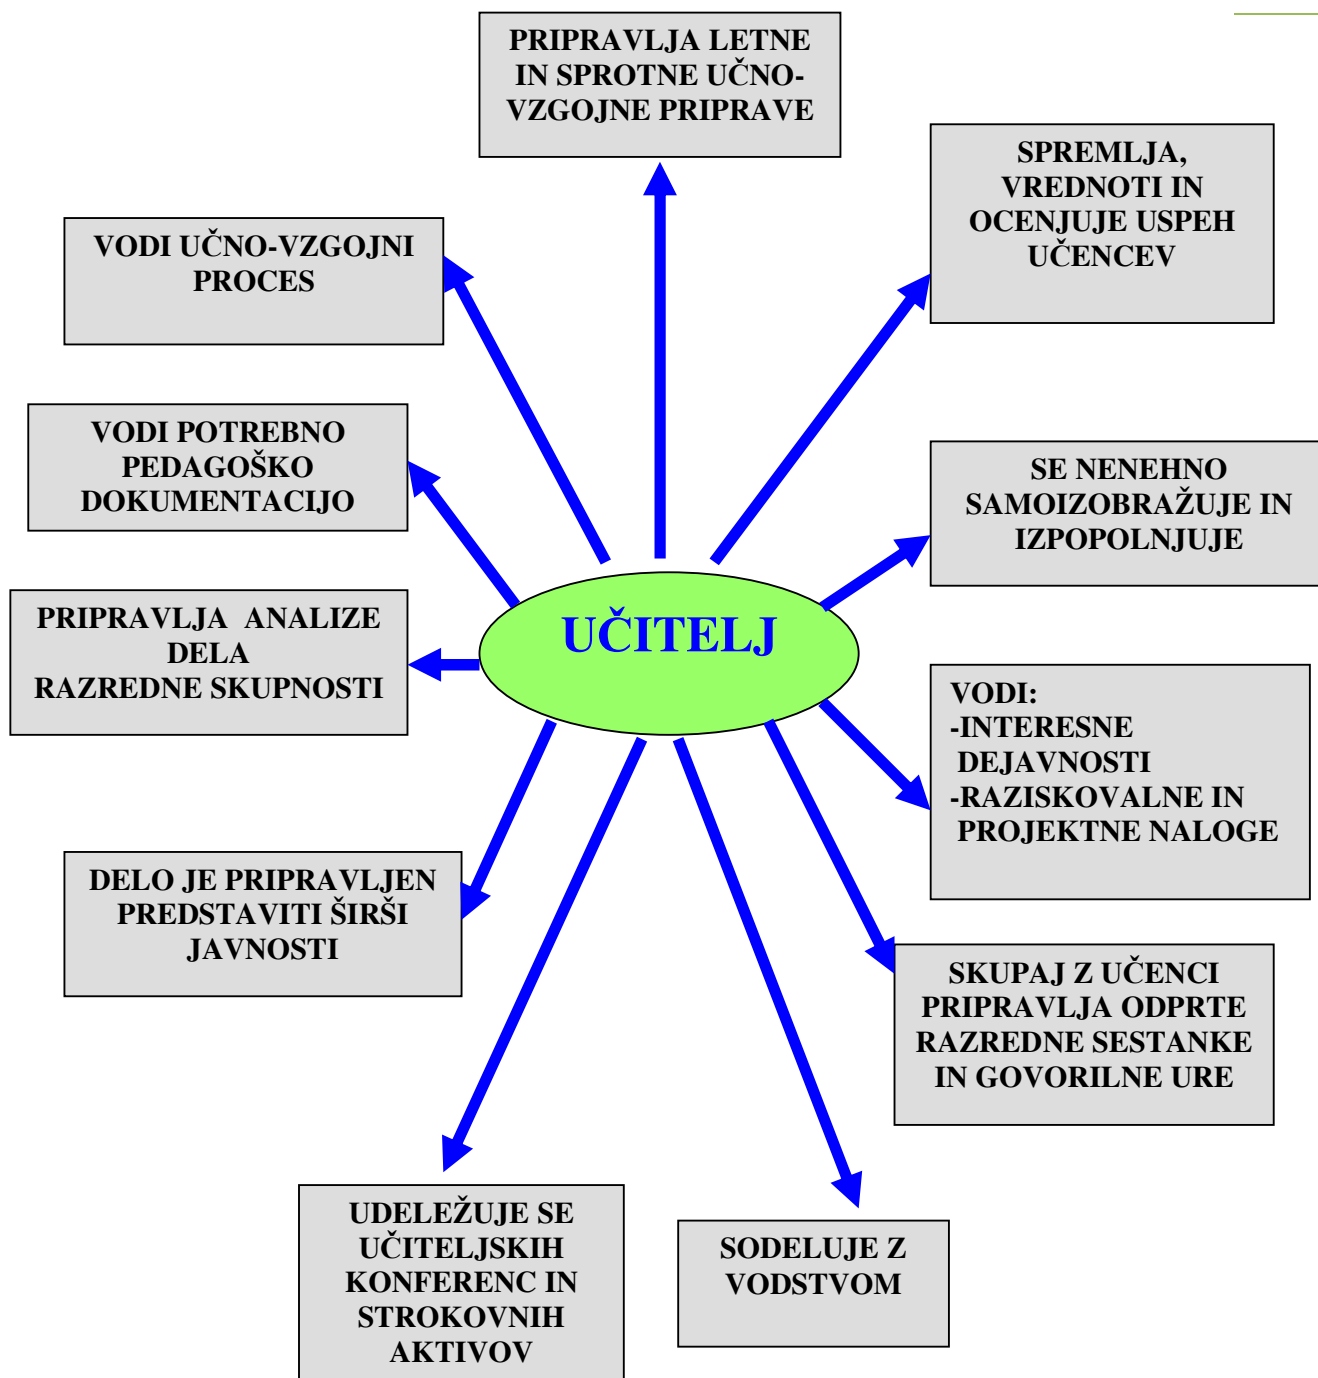 PRIPRAVLJA LETNE
IN SPROTNE UČNO-
VZGOJNE PRIPRAVE
SPREMLJA,
VREDNOTI IN
OCENJUJE USPEH
UČENCEV
VODI UČNO-VZGOJNI
PROCES
VODI POTREBNO
PEDAGOŠKO
DOKUMENTACIJO
SE NENEHNO
SAMOIZOBRAŽUJE IN
IZPOPOLNJUJE
PRIPRAVLJA  ANALIZE
DELA
RAZREDNE SKUPNOSTI
UČITELJ
VODI:
-INTERESNE
DEJAVNOSTI
-RAZISKOVALNE IN
PROJEKTNE NALOGE
DELO JE PRIPRAVLJEN
PREDSTAVITI ŠIRŠI
JAVNOSTI
SKUPAJ Z UČENCI
PRIPRAVLJA ODPRTE
RAZREDNE SESTANKE
IN GOVORILNE URE
UDELEŽUJE SE
UČITELJSKIH
KONFERENC IN
STROKOVNIH
AKTIVOV
SODELUJE Z
VODSTVOM